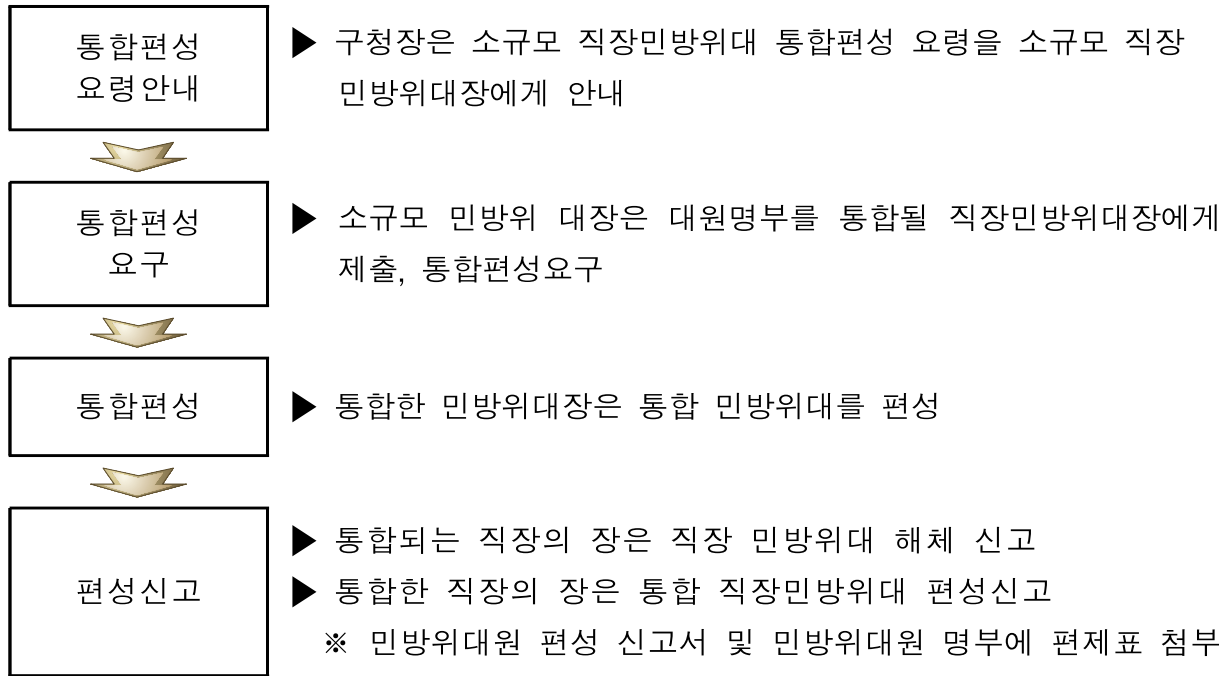 통합편성
요령안내
▶ 구청장은 소규모 직장민방위대 통합편성 요령을 소규모 직장
민방위대장에게 안내
통합편성
요구
▶ 소규모 민방위 대장은 대원명부를 통합될 직장민방위대장에게
제출, 통합편성요구
통합편성
▶ 통합한 민방위대장은 통합 민방위대를 편성
편성신고
▶ 통합되는 직장의 장은 직장 민방위대 해체 신고
▶ 통합한 직장의 장은 통합 직장민방위대 편성신고
※ 민방위대원 편성 신고서 및 민방위대원 명부에 편제표 첨부